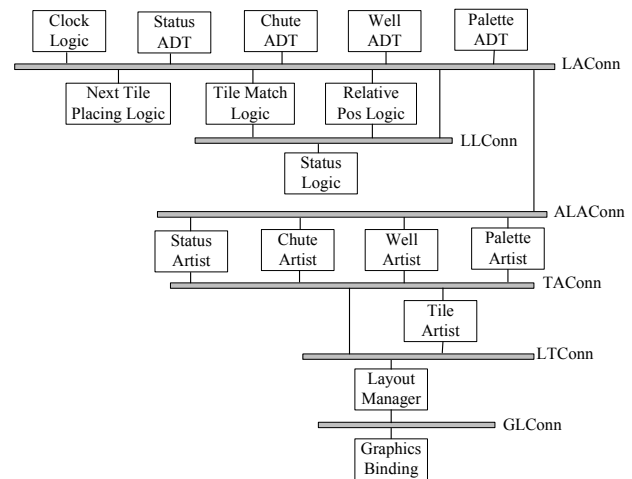 Clock
Logic
Status
ADT
Chute
ADT
Well
ADT
Palette
ADT
LAConn
Next Tile
Placing Logic
Tile Match
Logic
Relative
Pos Logic
LLConn
Status
Logic
ALAConn
Status
Artist
Chute
Artist
Well
Artist
Palette
Artist
TAConn
Tile
Artist
LTConn
Layout
Manager
GLConn
Graphics
Binding